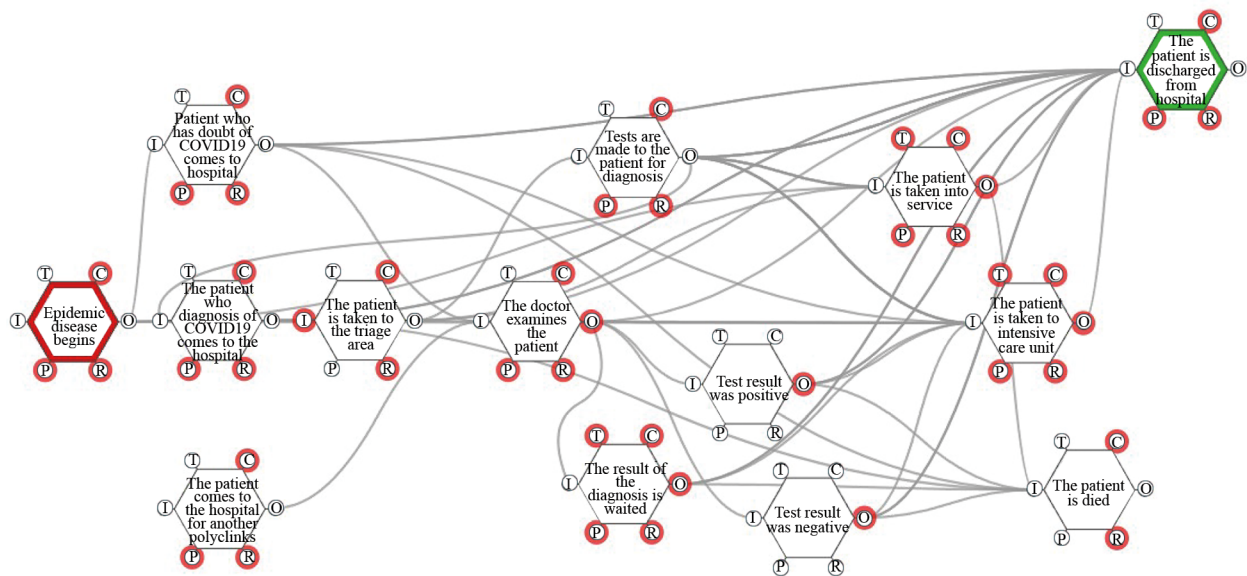 T C
The
patient is
discharged
from
hospital
I O
P R
T C
Patient who
has doubt of
COVID19
comes to
hospital
I O
P R
T C
Tests are
made to the
patient for
diagnosis
I O
P R
T C
The patient
is taken into
service
I O
P R
T C
Epidemic
disease
begins
I O
P R
T C
The patient
who
diagnosis of
COVID19
comes to the
hospital
I O
P R
T C
The patient
is taken to
the triage
area
I O
P R
T C
The doctor
examines
the
patient
I O
P R
T C
The patient
is taken to
intensive
care unit
I O
P R
T C
Test result
was positive
I O
P R
T C
The patient
comes to
the hospital
for another
polyclinks
I O
P R
T C
The result of
the
diagnosis is
waited
I O
P R
T C
Test result
was negative
I O
P R
T C
The patient
is died
I O
P R